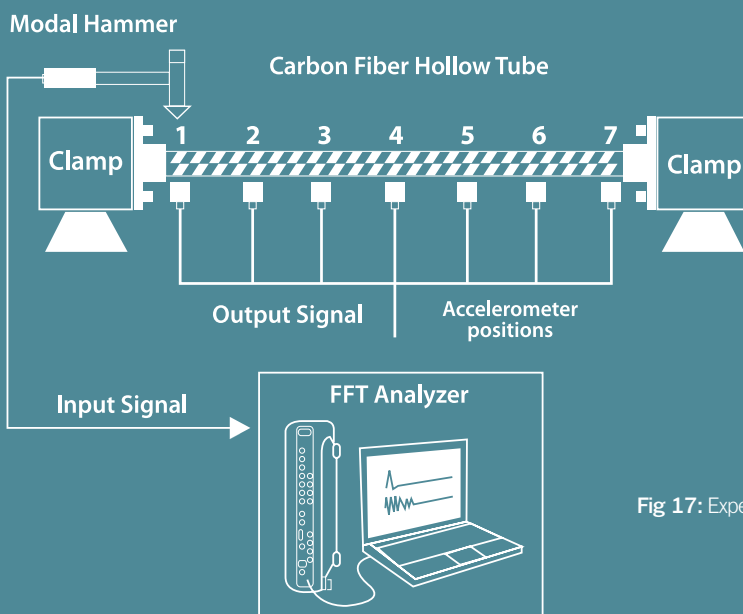 Modal Hammer
Carbon Fiber Hollow Tube
1 2 3 4 5 6 7
Clamp
Clamp
Output Signal
Accelerometer
positions
Input Signal
FFT Analyzer
Fig 17: Expe